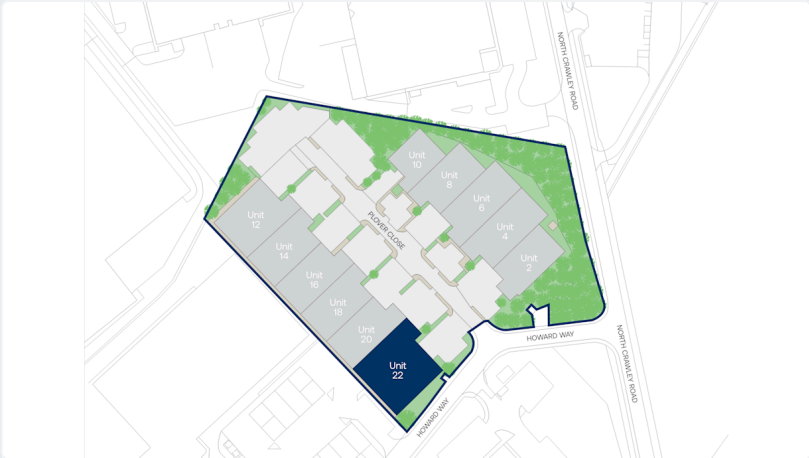 NORTH CRAWLEY ROAD
Unit
10
Unit
8
Unit
6
Unit
4
Unit
2
Unit
12
Unit
14
Unit
16
Unit
18
Unit
20
Unit
22
PLOVER CLOSE
HOWARD WAY
NORTH CRAWLEY ROAD
HOWARD WAY